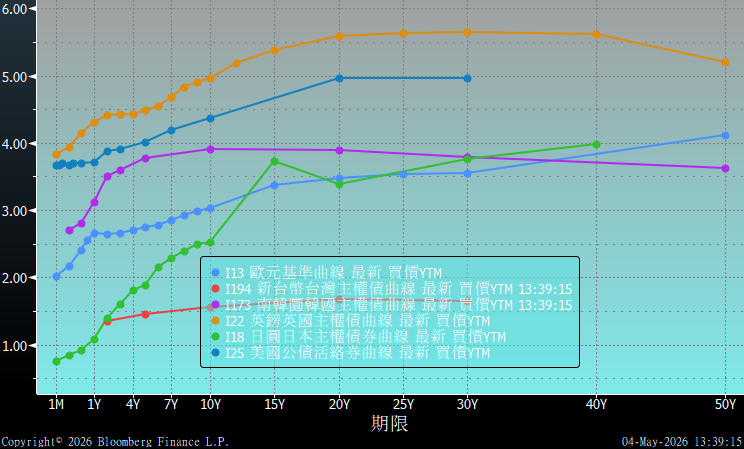 6.00
5.00
4.00
3.00
2.00
1.00
I13 歐元基準曲線 最新 買價YTM
I194 新台幣台灣主權債曲線 最新 買價YTM 13:39:15
I173 南韓圜韓國主權債曲線 最新 買價YTM 13:39:15
I22 英鎊英國主權債曲線 最新 買價YTM
I18 日圓日本主權債券曲線 最新 買價YTM
I25 美國公債活絡券曲線 最新 買價YTM
1M 1Y 4Y 7Y 10Y 15Y 20Y 25Y 30Y 40Y 50Y
期限
Copyright© 2026 Bloomberg Finance L.P. 04-May-2026 13:39:15